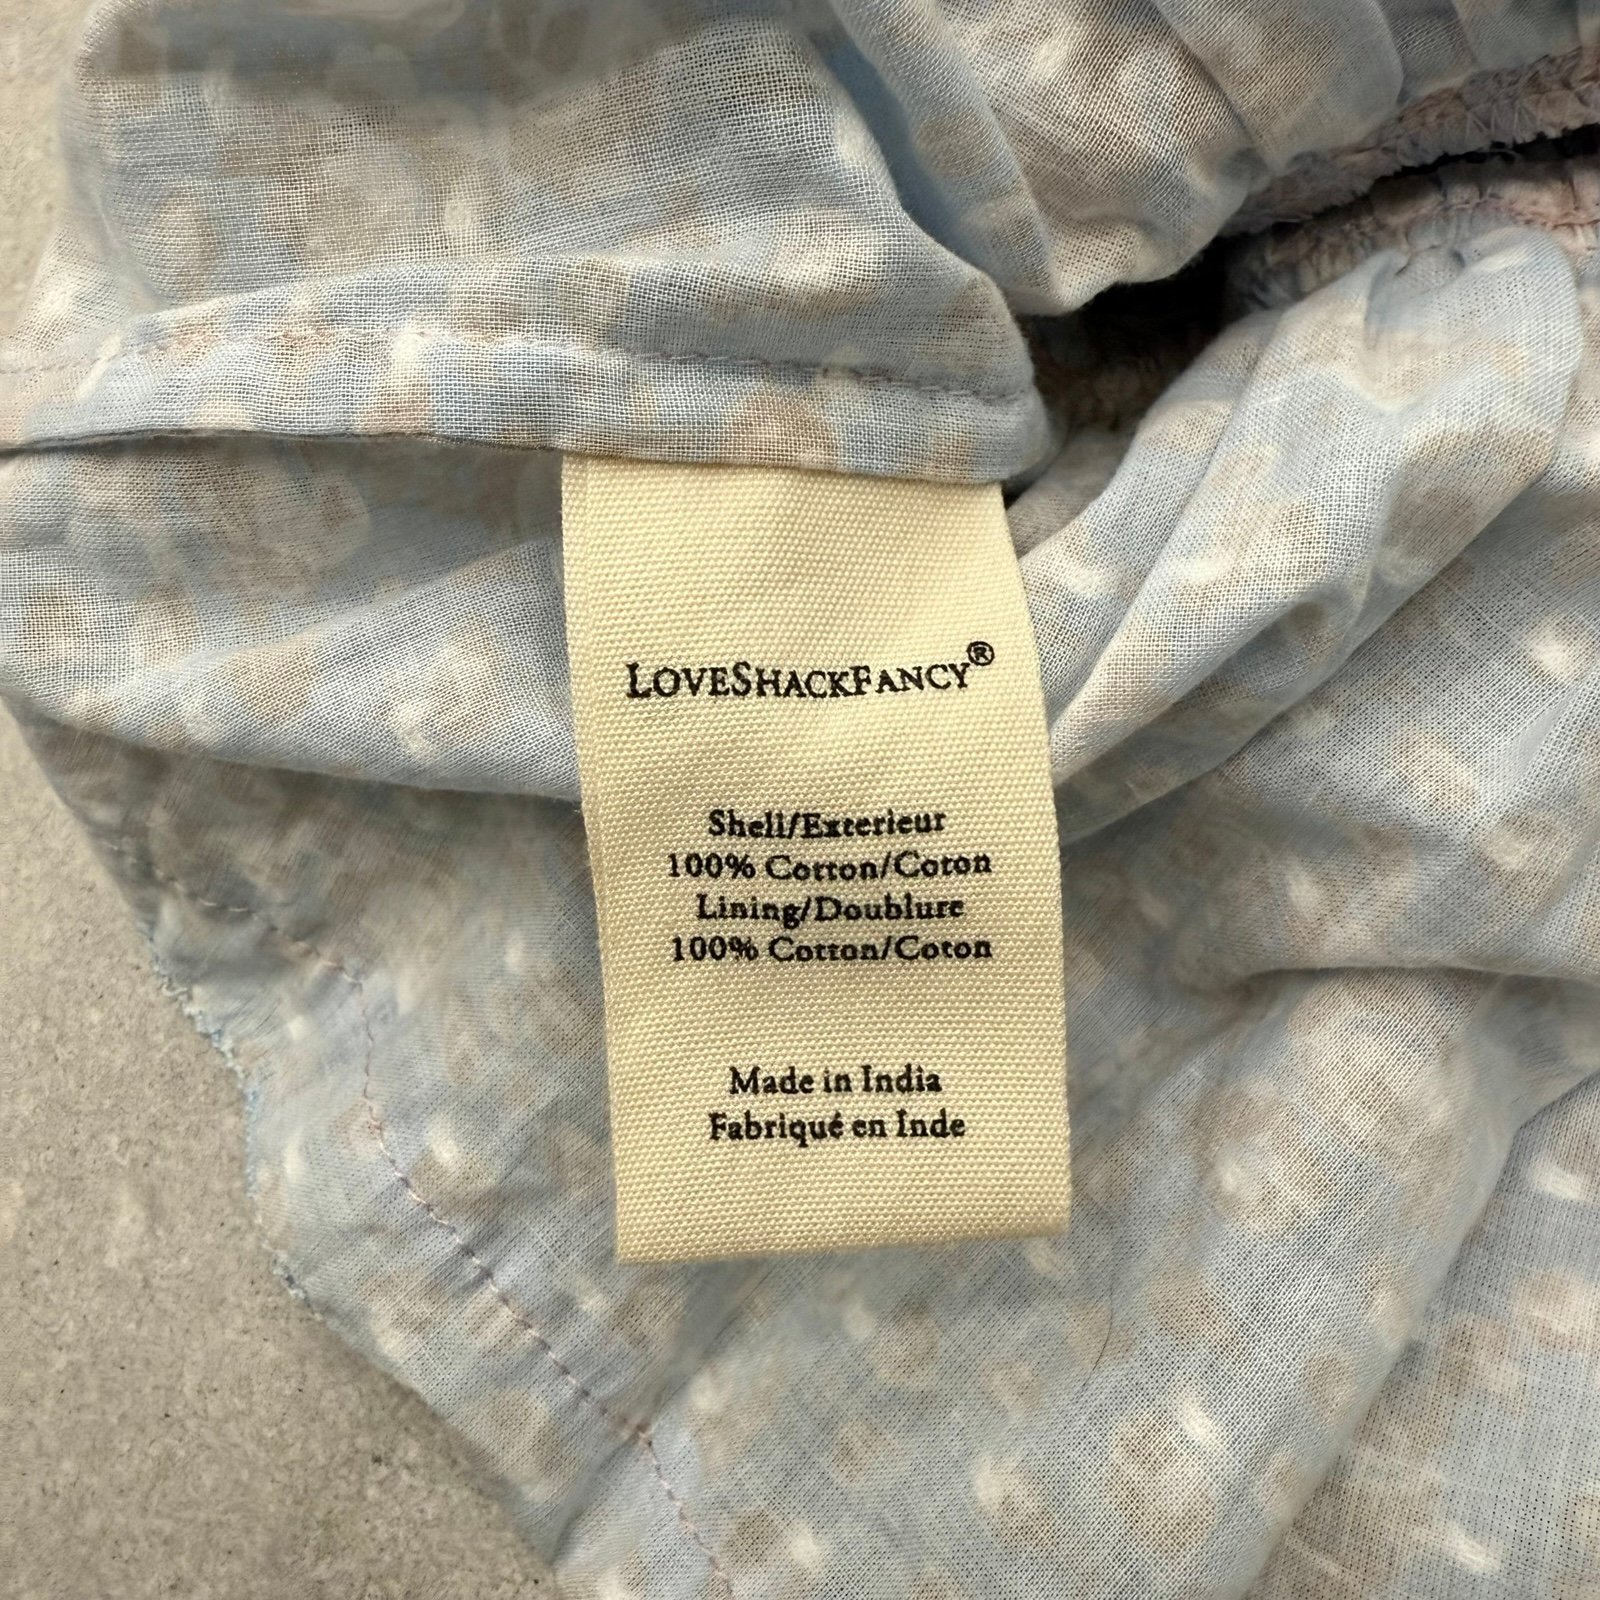 LOVESHACKFANCY®
Shell/Exterieur
100% Cotton/Coton
Lining/Doublure
100% Cotton/Coton
Made in India
Fabriqué en Inde